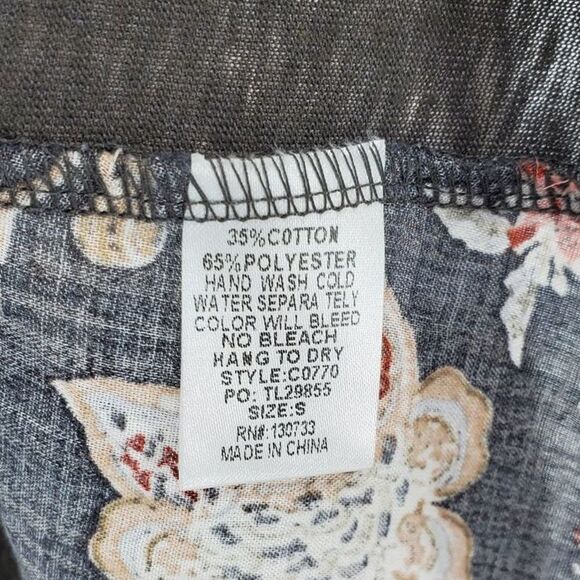 35%COTTON
65%POLYESTER
HAND WASH COLD
WATER SEPARA TELY
COLOR WILL BLEED
NO BLEACH
HANG TO DRY
STYLE:C0770
PO: TL29855
SIZE:S
RN#:130733
MADE IN CHINA